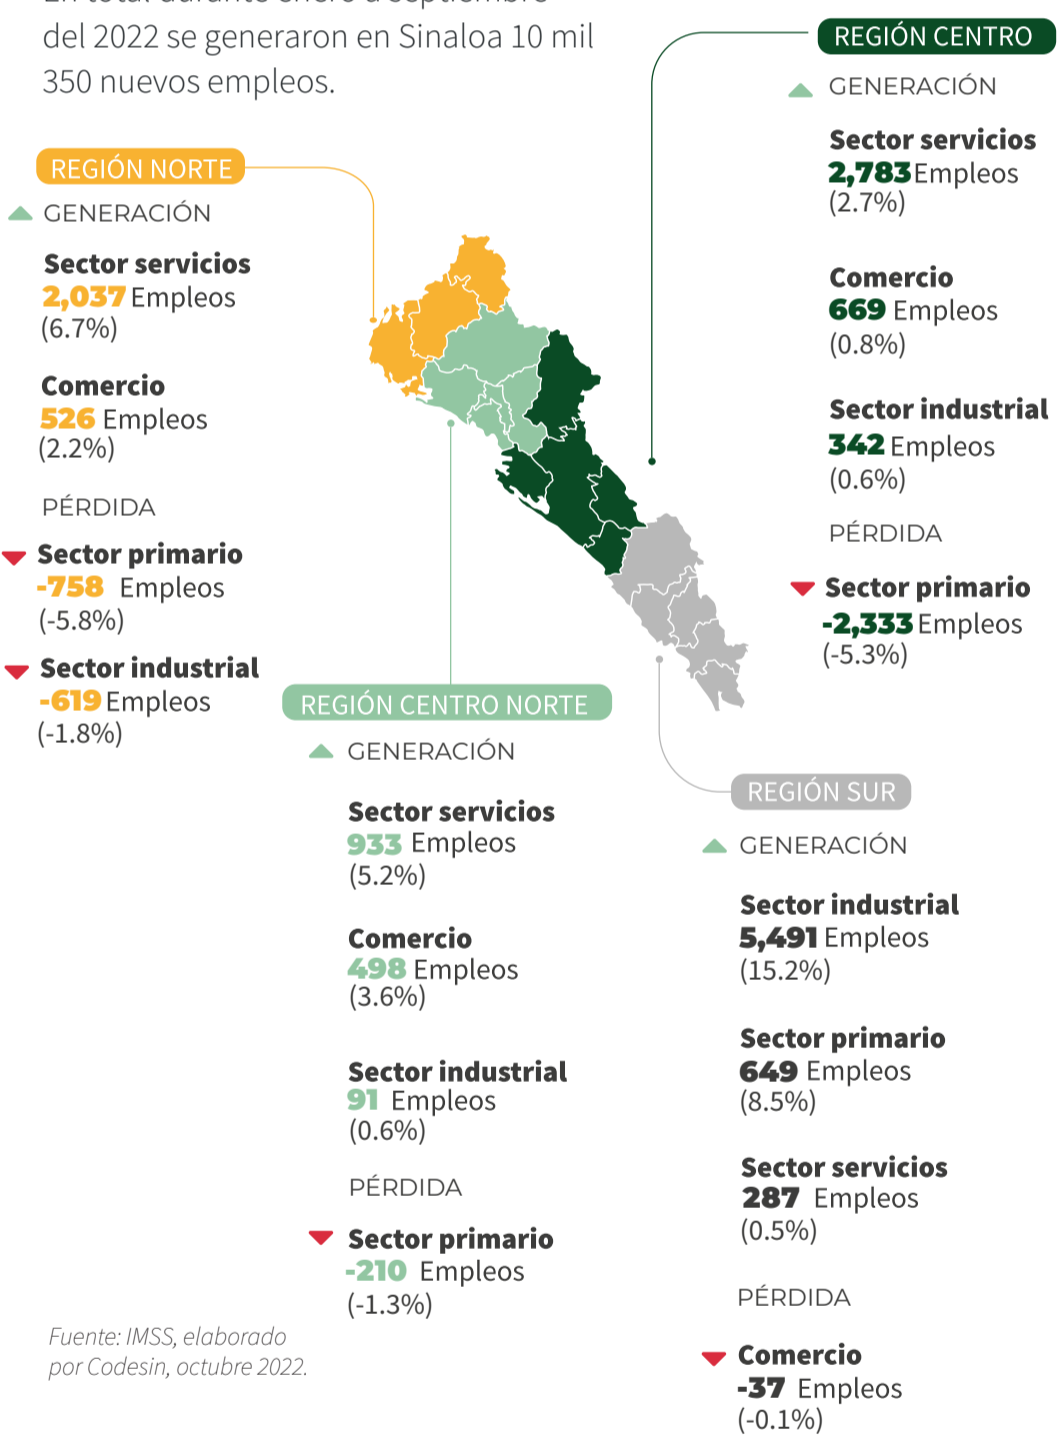 En total durante enero a septiembre
del 2022 se generaron en Sinaloa 10 mil
350 nuevos empleos.
REGIÓN NORTE
GENERACIÓN
Sector servicios
2,037 Empleos
(6.7%)
Comercio
526 Empleos
(2.2%)
PÉRDIDA
Sector primario
-758 Empleos
(-5.8%)
Sector industrial
-619 Empleos
(-1.8%)
REGIÓN CENTRO NORTE
GENERACIÓN
Sector servicios
933 Empleos
(5.2%)
Comercio
498 Empleos
(3.6%)
Sector industrial
91 Empleos
(0.6%)
PÉRDIDA
Sector primario
-210 Empleos
(-1.3%)
REGIÓN CENTRO
GENERACIÓN
Sector servicios
2,783 Empleos
(2.7%)
Comercio
669 Empleos
(0.8%)
Sector industrial
342 Empleos
(0.6%)
PÉRDIDA
Sector primario
-2,333 Empleos
(-5.3%)
REGIÓN SUR
GENERACIÓN
Sector industrial
5,491 Empleos
(15.2%)
Sector primario
649 Empleos
(8.5%)
Sector servicios
287 Empleos
(0.5%)
PÉRDIDA
Comercio
-37 Empleos
(-0.1%)
Fuente: IMSS, elaborado
por Codesin, octubre 2022.